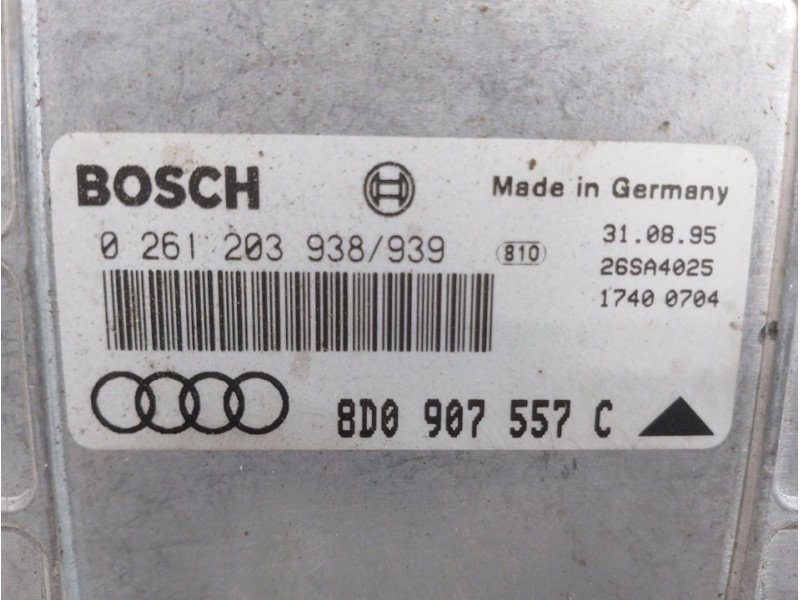 BOSCH
Made in Germany
0 261 203 938/939
810
31.08.95
26SA4025
1740 0704
8D0 907 557 C